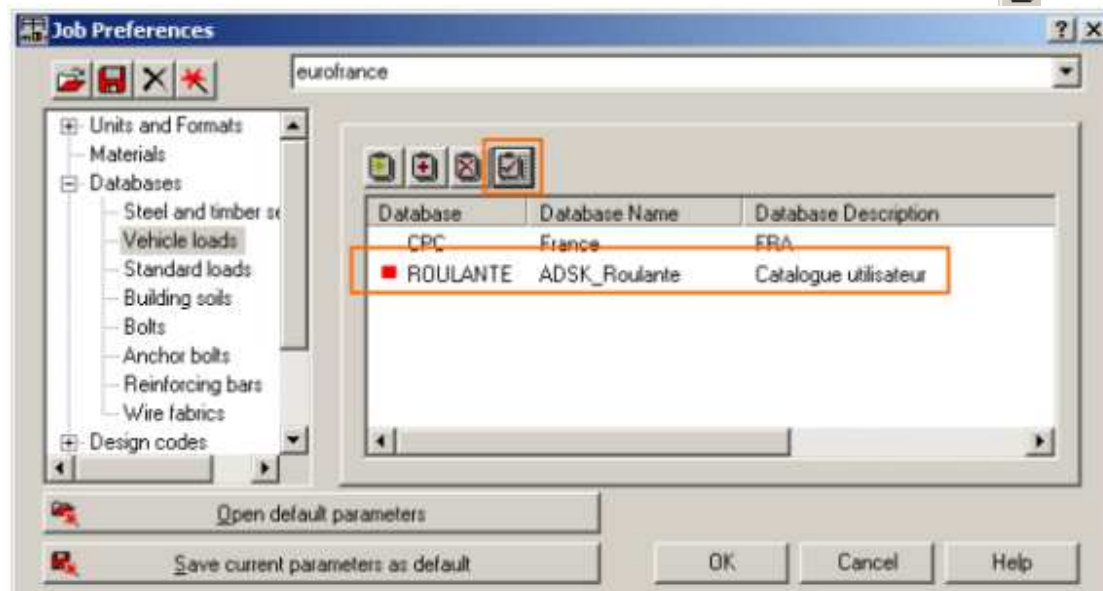 Job Preferences
eurofrance
Units and Formats
Materials
Databases
Steel and timber se
Vehicle loads
Standard loads
Building soils
Bolts
Anchor bolts
Reinforcing bars
Wire fabrics
Design codes
Database Database Name Database Description
CPC France FRA
ROULANTE ADSK_Roulante Catalogue utilisateur
Open default parameters
Save current parameters as default
OK Cancel Help